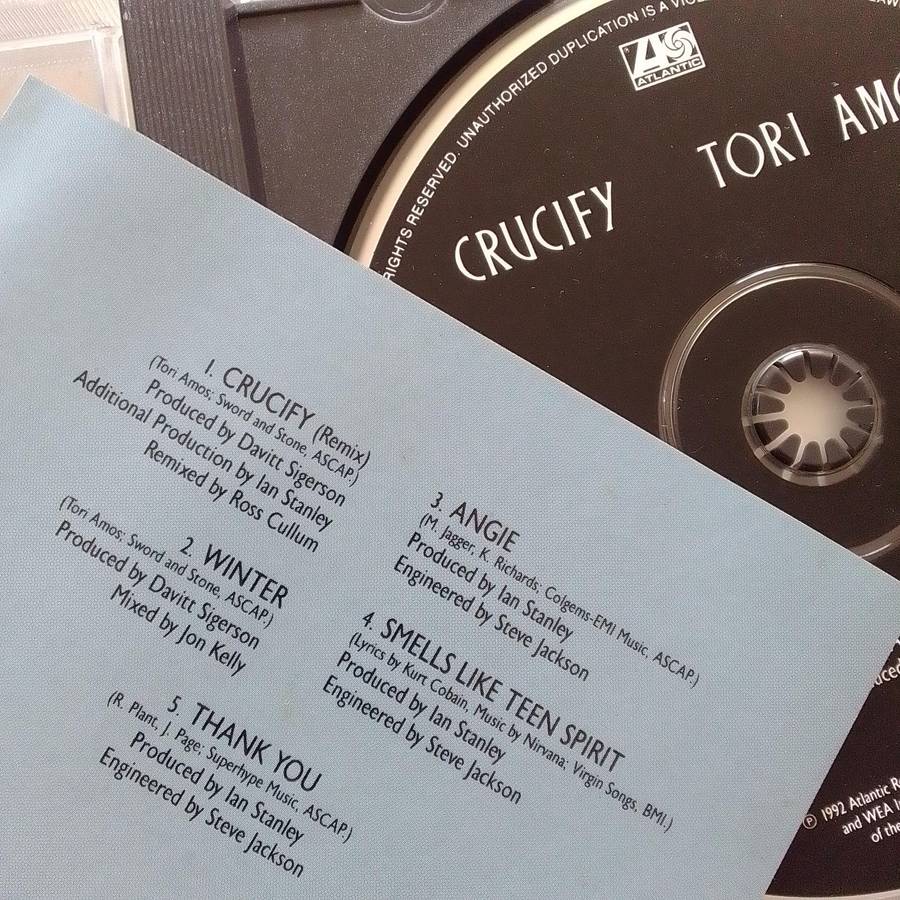 RIGHTS RESERVED. UNAUTHORIZED DUPLICATION IS A
ATLANTIC
TORI
CRUCIFY
1. CRUCIFY (Remix)
(Tori Amos; Sword and Stone, ASCAP.)
Produced by Davitt Sigerson
Additional Production by Ian Stanley
Remixed by Ross Cullum
2. WINTER
(Tori Amos; Sword and Stone, ASCAP.)
Produced by Davitt Sigerson
Mixed by Jon Kelly
5. THANK YOU
(R. Plant, J. Page; Superhype Music, ASCAP.)
Produced by Ian Stanley
Engineered by Steve Jackson
3. ANGIE
(M. Jagger, K. Richards; Colgems-EMI Music, ASCAP.)
Produced by Ian Stanley
Engineered by Steve Jackson
4. SMELLS LIKE TEEN SPIRIT
(Lyrics by Kurt Cobain, Music by Nirvana; Virgin Songs, BMI.)
Produced by Ian Stanley
Engineered by Steve Jackson
℗ 1992 Atlantic
and WEA
of the